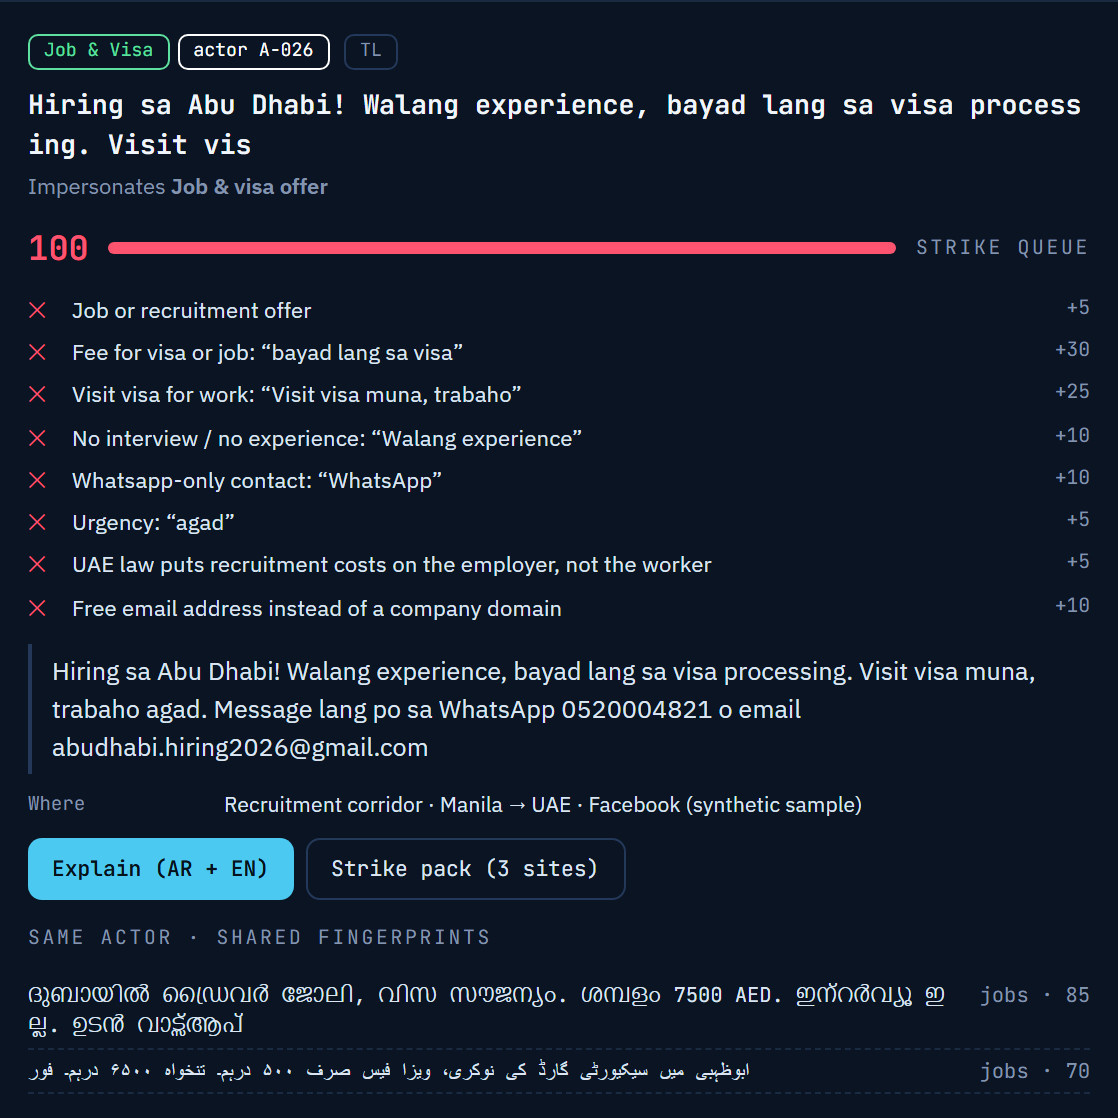 Job & Visa actor A-026 TL
Hiring sa Abu Dhabi! Walang experience, bayad lang sa visa process
ing. Visit vis
Impersonates Job & visa offer
100 STRIKE QUEUE
Job or recruitment offer +5
Fee for visa or job: “bayad lang sa visa” +30
Visit visa for work: “Visit visa muna, trabaho” +25
No interview / no experience: “Walang experience” +10
Whatsapp-only contact: “WhatsApp” +10
Urgency: “agad” +5
UAE law puts recruitment costs on the employer, not the worker +5
Free email address instead of a company domain +10
Hiring sa Abu Dhabi! Walang experience, bayad lang sa visa processing. Visit visa muna,
trabaho agad. Message lang po sa WhatsApp 0520004821 o email
abudhabi.hiring2026@gmail.com
Where Recruitment corridor · Manila → UAE · Facebook (synthetic sample)
Explain (AR + EN) Strike pack (3 sites)
SAME ACTOR · SHARED FINGERPRINTS
ദുബായിൽ ഡ്രൈവർ ജോലി, വിസ സൗജന്യം. ശമ്പളം 7500 AED. ഇന്റർവ്യൂ ഇ jobs · 85
ല്ല. ഉടൻ വാട്സ്ആപ്
ابوظہبی میں سیکیورٹی گارڈ کی نوکری، ویزا فیس صرف ۵۰۰ درہم۔ تنخواہ ۶۵۰۰ درہم۔ فور jobs · 70